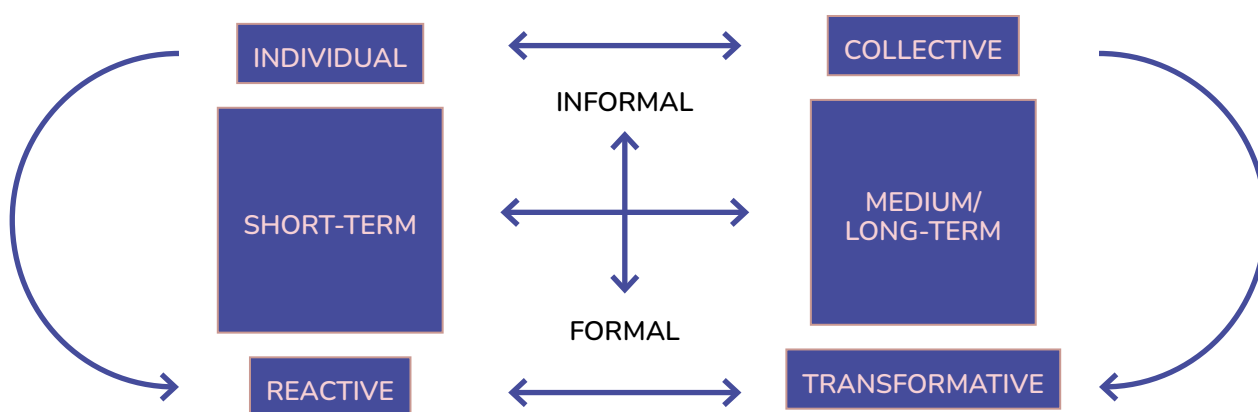 INDIVIDUAL
COLLECTIVE
INFORMAL
SHORT-TERM
MEDIUM/
LONG-TERM
FORMAL
REACTIVE
TRANSFORMATIVE